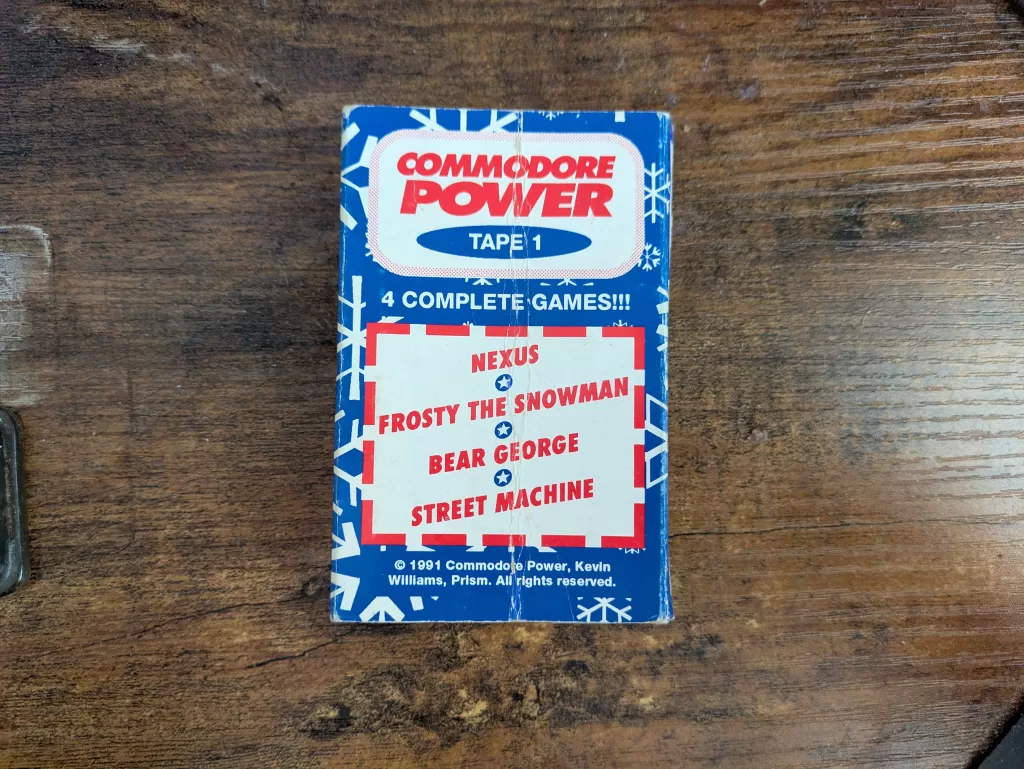 COMMODORE
POWER
TAPE 1
4 COMPLETE GAMES!!!
NEXUS
FROSTY THE SNOWMAN
BEAR GEORGE
STREET MACHINE
© 1991 Commodore Power, Kevin
Williams, Prism. All rights reserved.